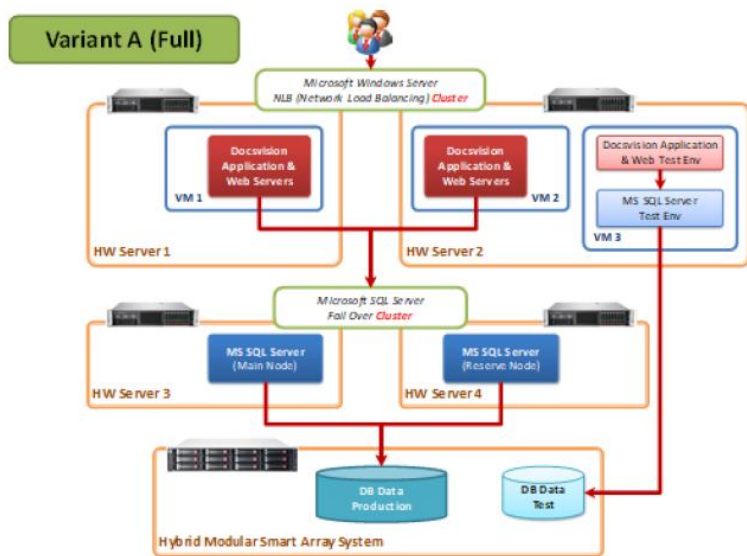 Variant A (Full)
Microsoft Windows Server
NLB (Network Load Balancing) Cluster
Docsvision
Application &
Web Servers
VM 1
HW Server 1
Docsvision
Application &
Web Servers
VM 2
Docsvision Application
& Web Test Env
MS SQL Server
Test Env
VM 3
HW Server 2
Microsoft SQL Server
Fail Over Cluster
MS SQL Server
(Main Node)
HW Server 3
MS SQL Server
(Reserve Node)
HW Server 4
DB Data
Production
DB Data
Test
Hybrid Modular Smart Array System